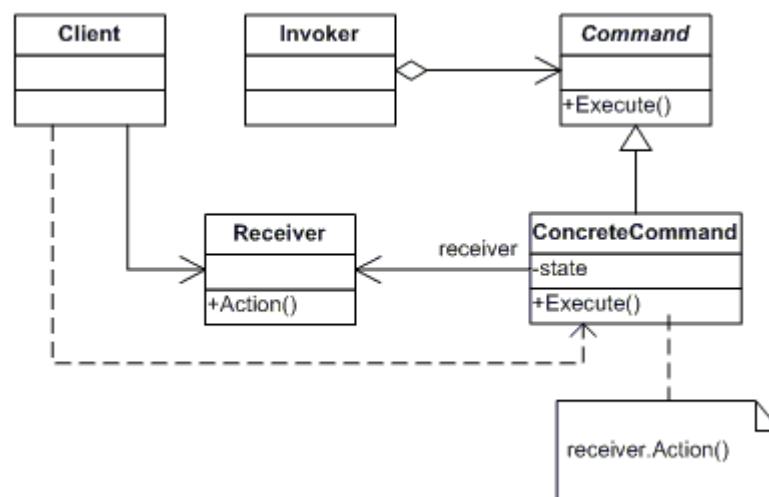 Client
Invoker
Command
+Execute()
Receiver
+Action()
receiver
ConcreteCommand
-state
+Execute()
receiver.Action()